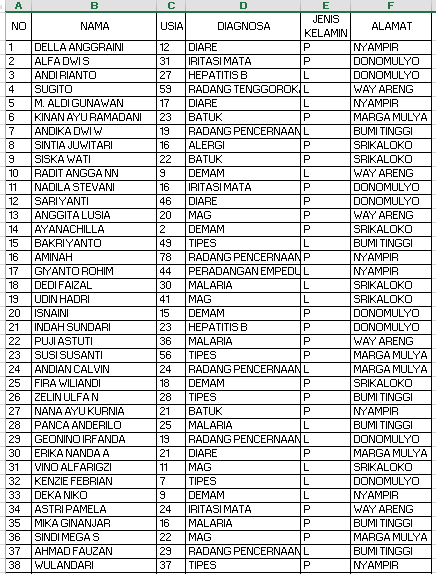 A B C D E F
NO NAMA USIA DIAGNOSA JENIS KELAMIN ALAMAT
1 DELLA ANGGRAINI 12 DIARE P NYAMPIR
2 ALFA DWI S 31 IRITASI MATA P DONOMULYO
3 ANDI RIANTO 27 HEPATITIS B L DONOMULYO
4 SUGITO 59 RADANG TENGGOROK L WAY ARENG
5 M. ALDI GUNAWAN 17 DIARE L NYAMPIR
6 KINAN AYU RAMADANI 23 BATUK P MARGA MULYA
7 ANDIKA DWI W 19 RADANG PENCERNAAN L BUMI TINGGI
8 SINTIA JUWITARI 16 ALERGI P SRIKALOKO
9 SISKA WATI 22 BATUK P SRIKALOKO
10 RADIT ANGGA NN 9 DEMAM L WAY ARENG
11 NADILA STEVANI 16 IRITASI MATA P DONOMULYO
12 SARI YANTI 46 DIARE P DONOMULYO
13 ANGGITA LUSIA 20 MAG P WAY ARENG
14 AYANACHILLA 2 DEMAM P SRIKALOKO
15 BAKRI YANTO 49 TIPES L BUMI TINGGI
16 AMINAH 78 RADANG PENCERNAAN P NYAMPIR
17 GIYANTO ROHIM 44 PERADANGAN EMPEDU L NYAMPIR
18 DEDI FAIZAL 30 MALARIA L SRIKALOKO
19 UDIN HADRI 41 MAG L SRIKALOKO
20 ISNAINI 15 DEMAM P DONOMULYO
21 INDAH SUNDARI 23 HEPATITIS B P DONOMULYO
22 PUJI ASTUTI 36 MALARIA P WAY ARENG
23 SUSI SUSANTI 56 TIPES P MARGA MULYA
24 ANDIAN CALVIN 24 RADANG PENCERNAAN L MARGA MULYA
25 FIRA WILIANDI 18 DEMAM P SRIKALOKO
26 ZELIN ULFA N 28 TIPES P BUMI TINGGI
27 NANA AYU KURNIA 21 BATUK P NYAMPIR
28 PANCA ANDERILO 25 MALARIA L BUMI TINGGI
29 GEONINO IRFANDA 19 RADANG PENCERNAAN L DONOMULYO
30 ERIKA NANDA A 21 DIARE P MARGA MULYA
31 VINO ALFARIGZI 11 MAG L SRIKALOKO
32 KENZIE FEBRIAN 7 TIPES L DONOMULYO
33 DEKA NIKO 9 DEMAM L NYAMPIR
34 ASTRI PAMELA 24 IRITASI MATA P WAY ARENG
35 MIKA GINANJAR 16 MALARIA P BUMI TINGGI
36 SINDI MEGA S 22 MAG P MARGA MULYA
37 AHMAD FAUZAN 29 RADANG PENCERNAAN L BUMI TINGGI
38 WULANDARI 37 TIPES P NYAMPIR